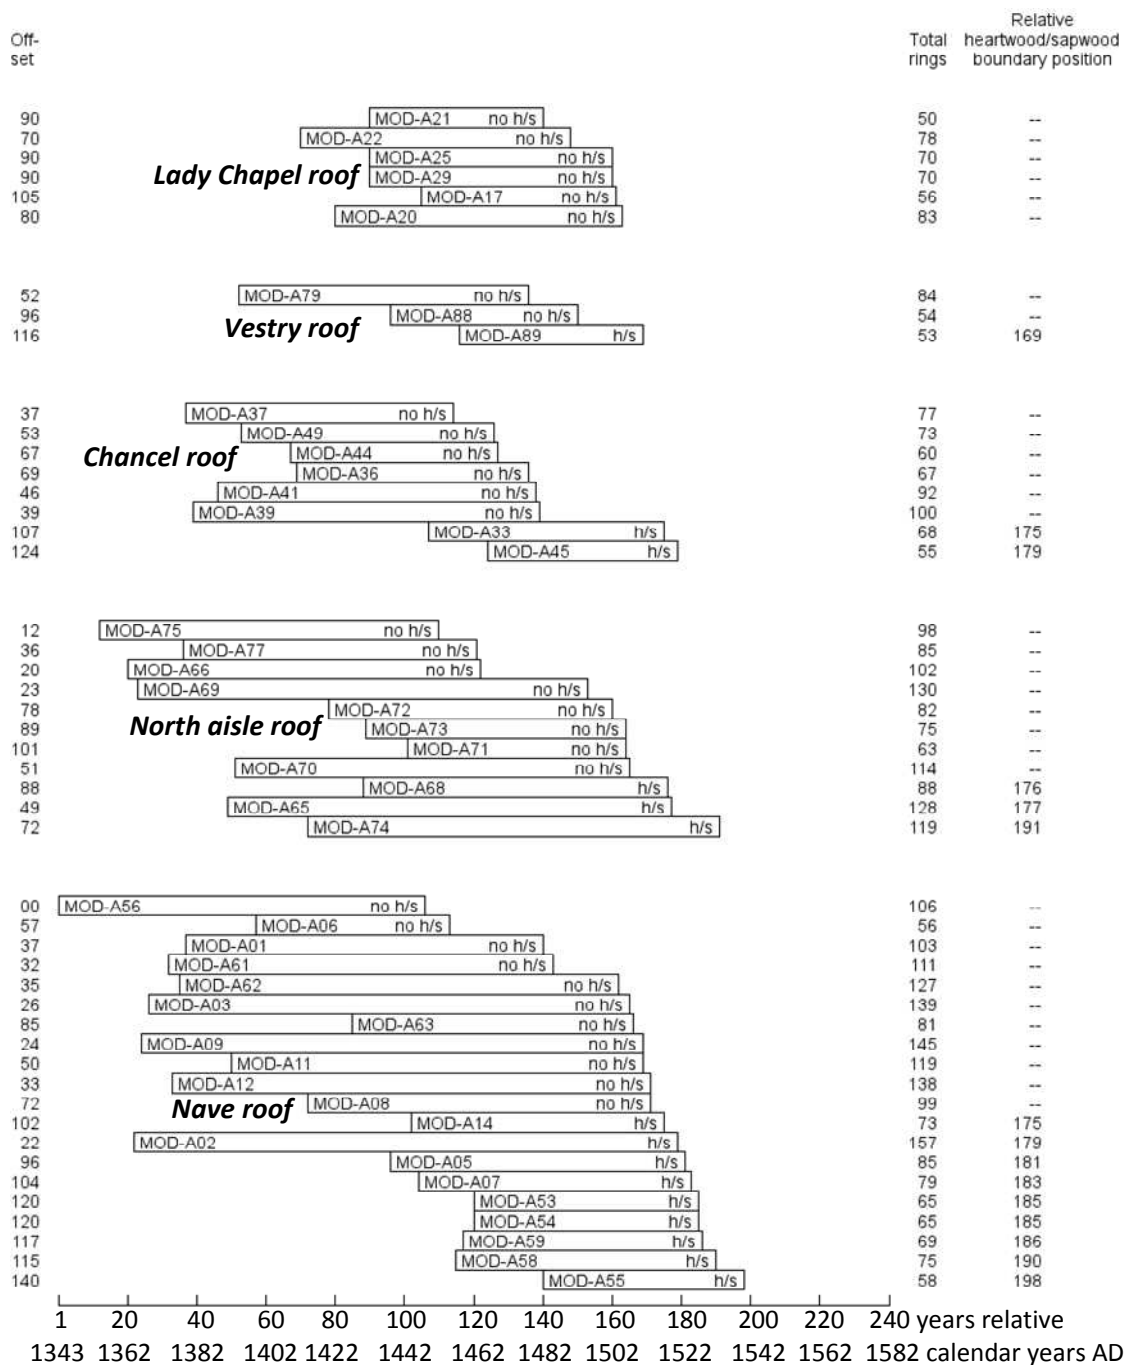 Relative
Off- Total heartwood/sapwood
set rings boundary position
90 MOD-A21 no h/s 50 --
70 MOD-A22 no h/s 78 --
90 MOD-A25 no h/s 70 --
Lady Chapel roof
90 MOD-A29 no h/s 70 --
105 MOD-A17 no h/s 56 --
80 MOD-A20 no h/s 83 --
52 MOD-A79 no h/s 84 --
96 MOD-A88 no h/s 54 --
Vestry roof
116 MOD-A89 h/s 53 169
37 MOD-A37 no h/s 77 --
53 MOD-A49 no h/s 73 --
67 MOD-A44 no h/s 60 --
Chancel roof
69 MOD-A36 no h/s 67 --
46 MOD-A41 no h/s 92 --
39 MOD-A39 no h/s 100 --
107 MOD-A33 h/s 68 175
124 MOD-A45 h/s 55 179
12 MOD-A75 no h/s 98 --
36 MOD-A77 no h/s 85 --
20 MOD-A66 no h/s 102 --
23 MOD-A69 no h/s 130 --
78 MOD-A72 no h/s 82 --
North aisle roof
89 MOD-A73 no h/s 75 --
101 MOD-A71 no h/s 63 --
51 MOD-A70 no h/s 114 --
88 MOD-A68 h/s 88 176
49 MOD-A65 h/s 128 177
72 MOD-A74 h/s 119 191
00 MOD-A56 no h/s 106 --
57 MOD-A06 no h/s 56 --
37 MOD-A01 no h/s 103 --
32 MOD-A61 no h/s 111 --
35 MOD-A62 no h/s 127 --
26 MOD-A03 no h/s 139 --
85 MOD-A63 no h/s 81 --
24 MOD-A09 no h/s 145 --
50 MOD-A11 no h/s 119 --
33 MOD-A12 no h/s 138 --
72 MOD-A08 no h/s 99 --
Nave roof
102 MOD-A14 h/s 73 175
22 MOD-A02 h/s 157 179
96 MOD-A05 h/s 85 181
104 MOD-A07 h/s 79 183
120 MOD-A53 h/s 65 185
120 MOD-A54 h/s 65 185
117 MOD-A59 h/s 69 186
115 MOD-A58 h/s 75 190
140 MOD-A55 h/s 58 198
1 20 40 60 80 100 120 140 160 180 200 220 240 years relative
1343 1362 1382 1402 1422 1442 1462 1482 1502 1522 1542 1562 1582 calendar years AD